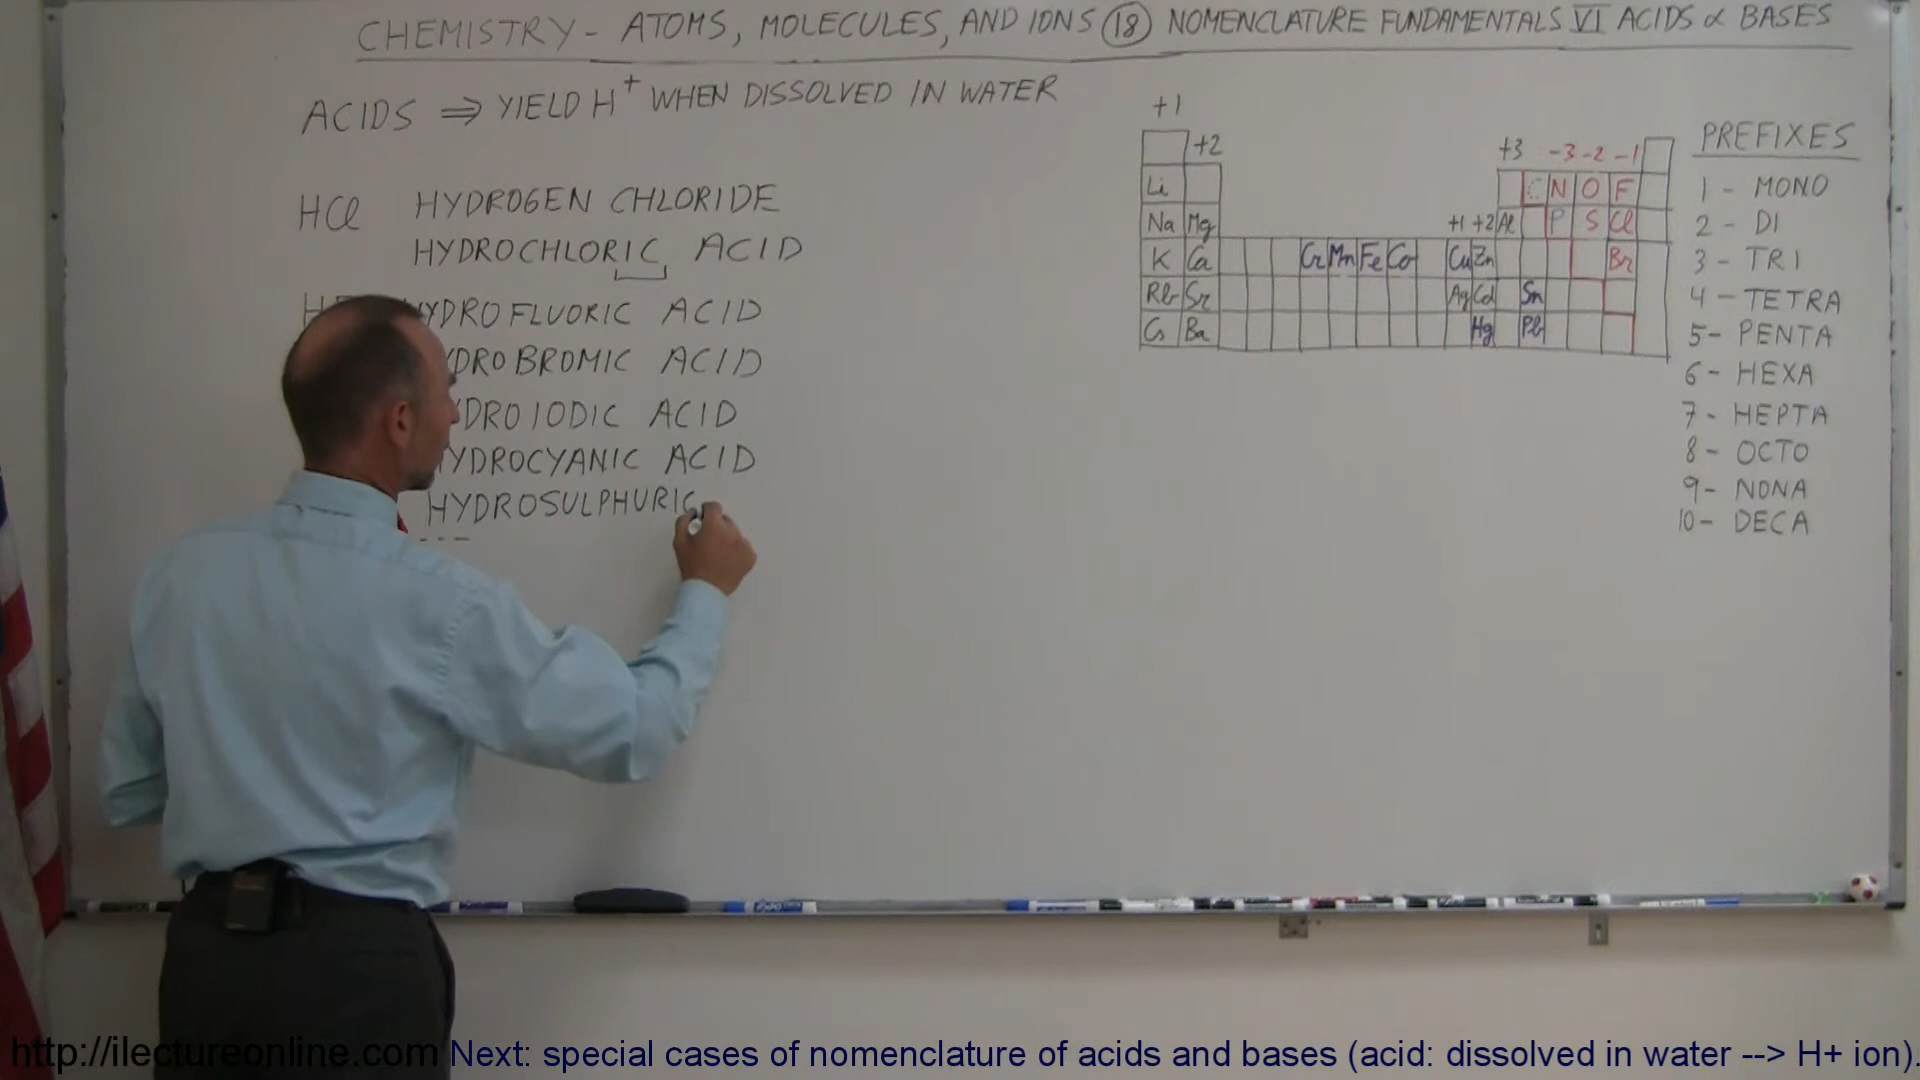 CHEMISTRY - ATOMS, MOLECULES, AND IONS 18 NOMENCLATURE FUNDAMENTALS VI ACIDS & BASES
ACIDS ⇒ YIELD H+ WHEN DISSOLVED IN WATER
HCl HYDROGEN CHLORIDE
HYDROCHLORIC ACID
YDROFLUORIC ACID
YDROBROMIC ACID
YDROIODIC ACID
HYDROCYANIC ACID
HYDROSULPHURIC
+1
+2
+3 -3 -2 -1
Li C N O F
Na Mg +1 +2 Al P S Cl
K Ca Cr Mn Fe Co Cu Zn Br
Rb Sr Ag Cd Sn
Cs Ba Hg Pb
PREFIXES
1 - MONO
2 - DI
3 - TRI
4 - TETRA
5 - PENTA
6 - HEXA
7 - HEPTA
8 - OCTO
9 - NONA
10 - DECA
http://ilectureonline.com Next: special cases of nomenclature of acids and bases (acid: dissolved in water --> H+ ion).